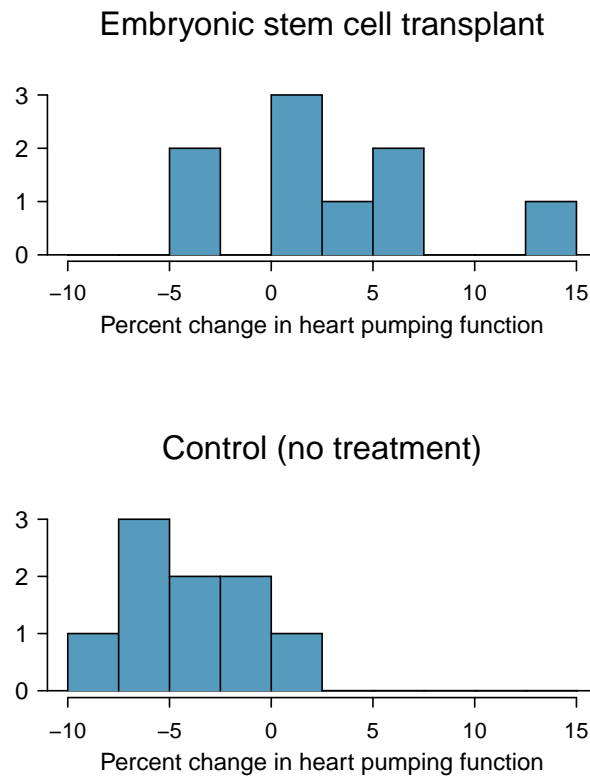 Embryonic stem cell transplant
3
2
1
0
−10 −5 0 5 10 15
Percent change in heart pumping function
Control (no treatment)
3
2
1
0
−10 −5 0 5 10 15
Percent change in heart pumping function